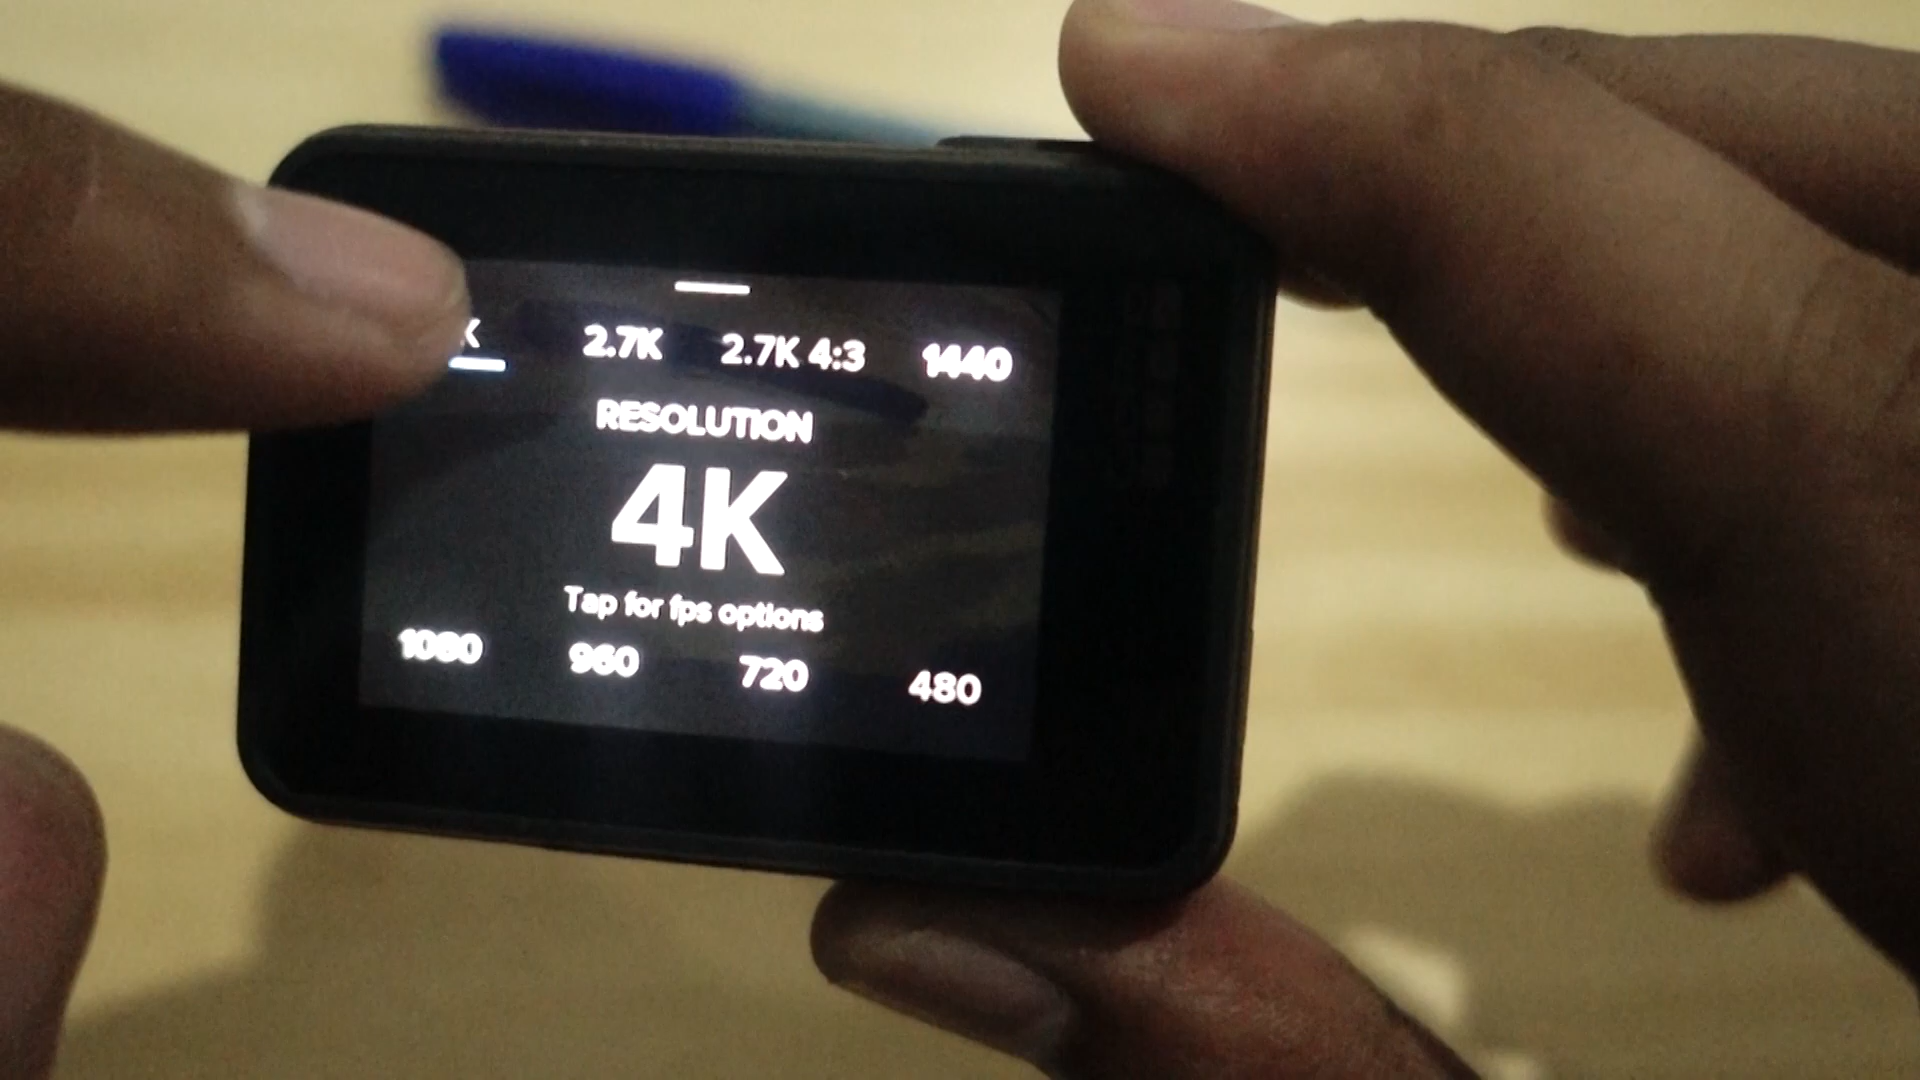 K 2.7K 2.7K 4:3 1440
RESOLUTION
4K
Tap for fps options
1080 960 720 480